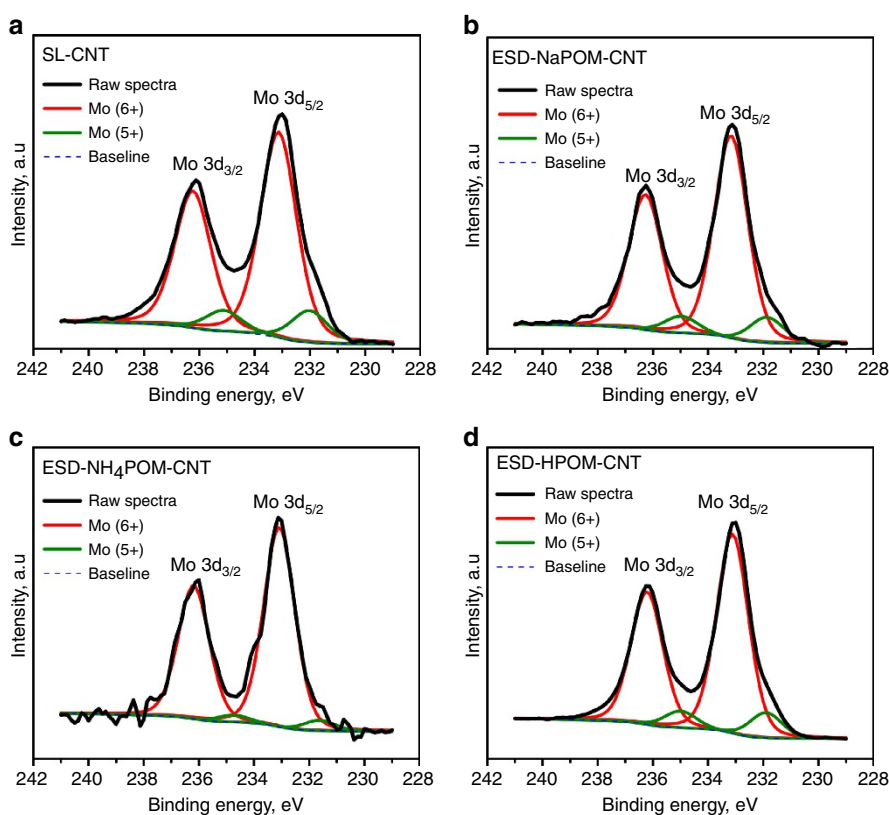 a
SL-CNT
Raw spectra
Mo (6+)
Mo (5+)
Baseline
Mo 3d3/2
Mo 3d5/2
Intensity, a.u
242 240 238 236 234 232 230 228
Binding energy, eV
b
ESD-NaPOM-CNT
Raw spectra
Mo (6+)
Mo (5+)
Baseline
Mo 3d3/2
Mo 3d5/2
Intensity, a.u
242 240 238 236 234 232 230 228
Binding energy, eV
c
ESD-NH4POM-CNT
Raw spectra
Mo (6+)
Mo (5+)
Baseline
Mo 3d3/2
Mo 3d5/2
Intensity, a.u
242 240 238 236 234 232 230 228
Binding energy, eV
d
ESD-HPOM-CNT
Raw spectra
Mo (6+)
Mo (5+)
Baseline
Mo 3d3/2
Mo 3d5/2
Intensity, a.u
242 240 238 236 234 232 230 228
Binding energy, eV